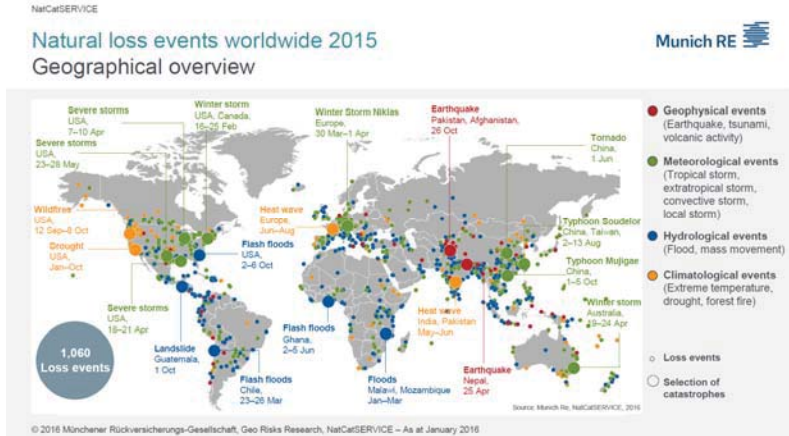 NatCatSERVICE
Natural loss events worldwide 2015
Geographical overview
Munich RE
Severe storms
USA,
7–10 Apr
Winter storm
USA, Canada,
16–25 Feb
Winter Storm Niklas
Europe,
30 Mar–1 Apr
Earthquake
Pakistan, Afghanistan,
26 Oct
Tornado
China,
1 Jun
Severe storms
USA,
23–28 May
Wildfires
USA,
12 Sep–8 Oct
Drought
USA,
Jan–Oct
Heat wave
Europe,
Jun–Aug
Flash floods
USA,
2–6 Oct
Typhoon Soudelor
China, Taiwan,
2–13 Aug
Typhoon Mujigae
China,
1–5 Oct
Severe storms
USA,
18–21 Apr
Landslide
Guatemala,
1 Oct
Flash floods
Chile,
23–26 Mar
Flash floods
Ghana,
2–5 Jun
Floods
Malawi, Mozambique
Jan–Mar
Heat wave
India, Pakistan
May–Jun
Earthquake
Nepal,
25 Apr
Winter storm
Australia,
19–24 Apr
1,060
Loss events
Source: Munich Re, NatCatSERVICE, 2016
Geophysical events
(Earthquake, tsunami,
volcanic activity)
Meteorological events
(Tropical storm,
extratropical storm,
convective storm,
local storm)
Hydrological events
(Flood, mass movement)
Climatological events
(Extreme temperature,
drought, forest fire)
Loss events
Selection of
catastrophes
© 2016 Münchener Rückversicherungs-Gesellschaft, Geo Risks Research, NatCatSERVICE – As at January 2016